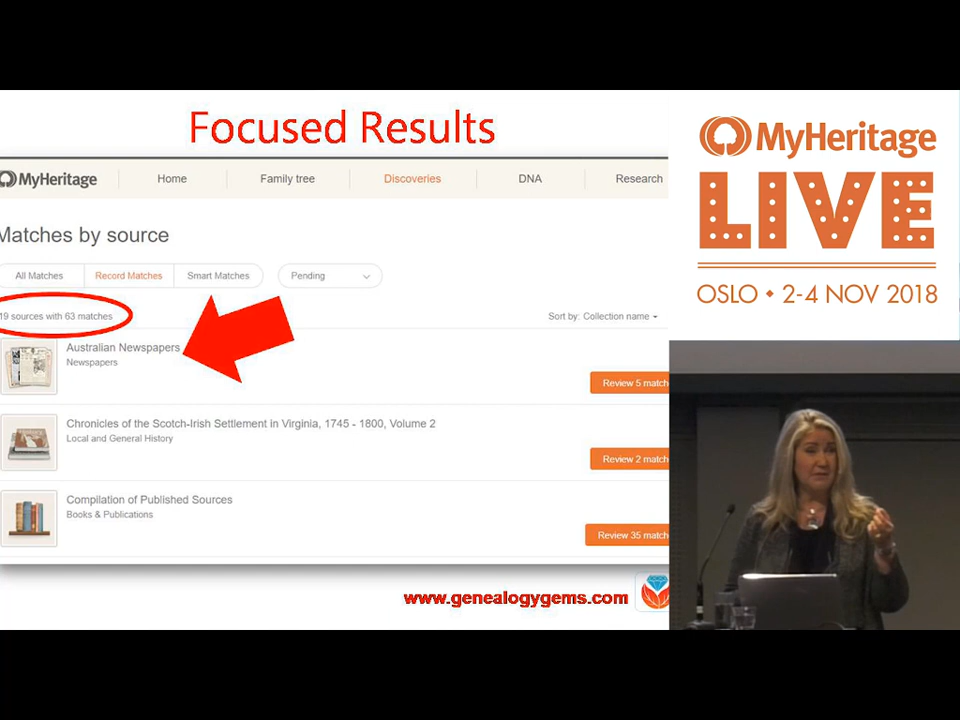 Focused Results
MyHeritage
Home
Family tree
Discoveries
DNA
Research
Matches by source
All Matches
Record Matches
Smart Matches
Pending
19 sources with 63 matches
Sort by: Collection name
Australian Newspapers
Newspapers
Review 5 match
Chronicles of the Scotch-Irish Settlement in Virginia, 1745 - 1800, Volume 2
Local and General History
Review 2 match
Compilation of Published Sources
Books & Publications
Review 35 match
www.genealogygems.com
MyHeritage
LIVE
OSLO • 2-4 NOV 2018